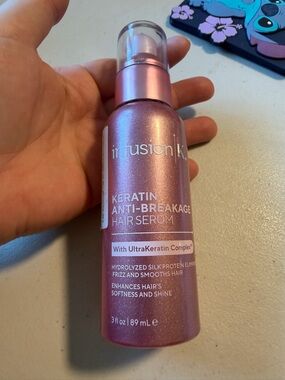 infusion K
KERATIN
ANTI-BREAKAGE
HAIR SERUM
With UltraKeratin Complex
HYDROLYZED SILK PROTEIN
FRIZZ AND SMOOTHS HAIR
ENHANCES HAIR'S
SOFTNESS AND SHINE
3 fl oz | 89 mL e